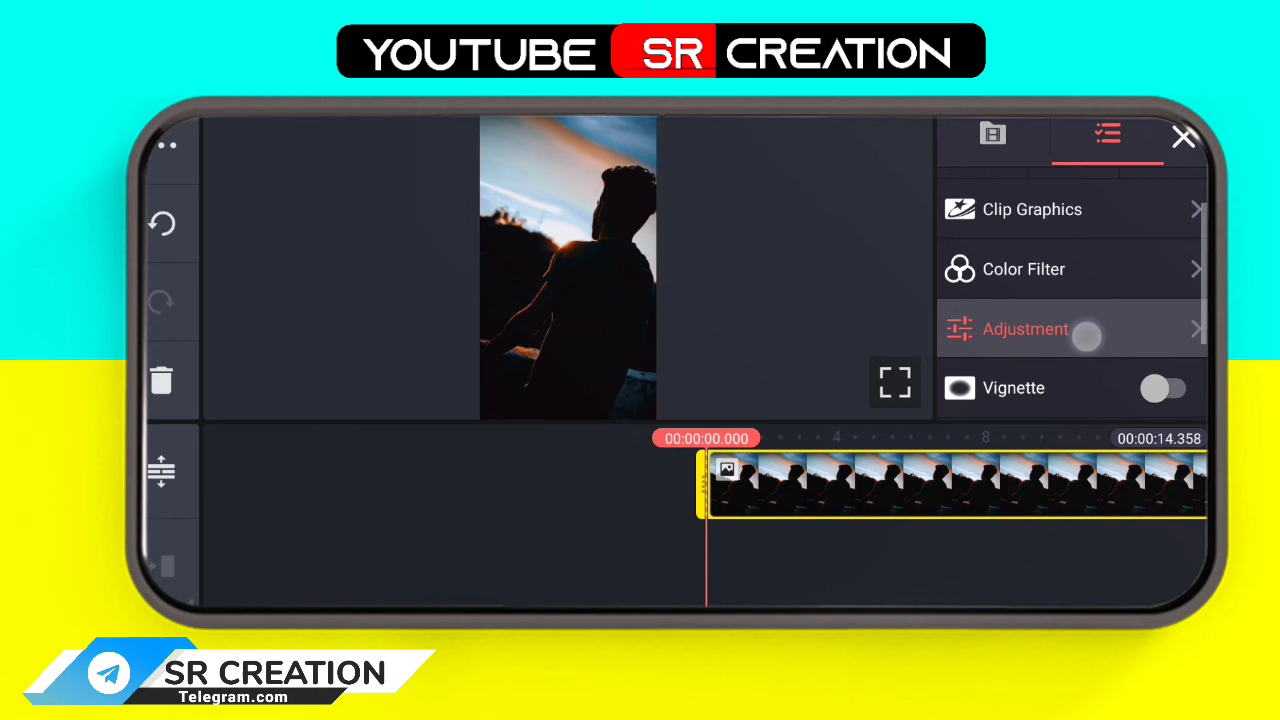 YOUTUBE SR CREATION
Clip Graphics
Color Filter
Adjustment
Vignette
00:00:00.000
4
8
00:00:14.358
SR CREATION
Telegram.com